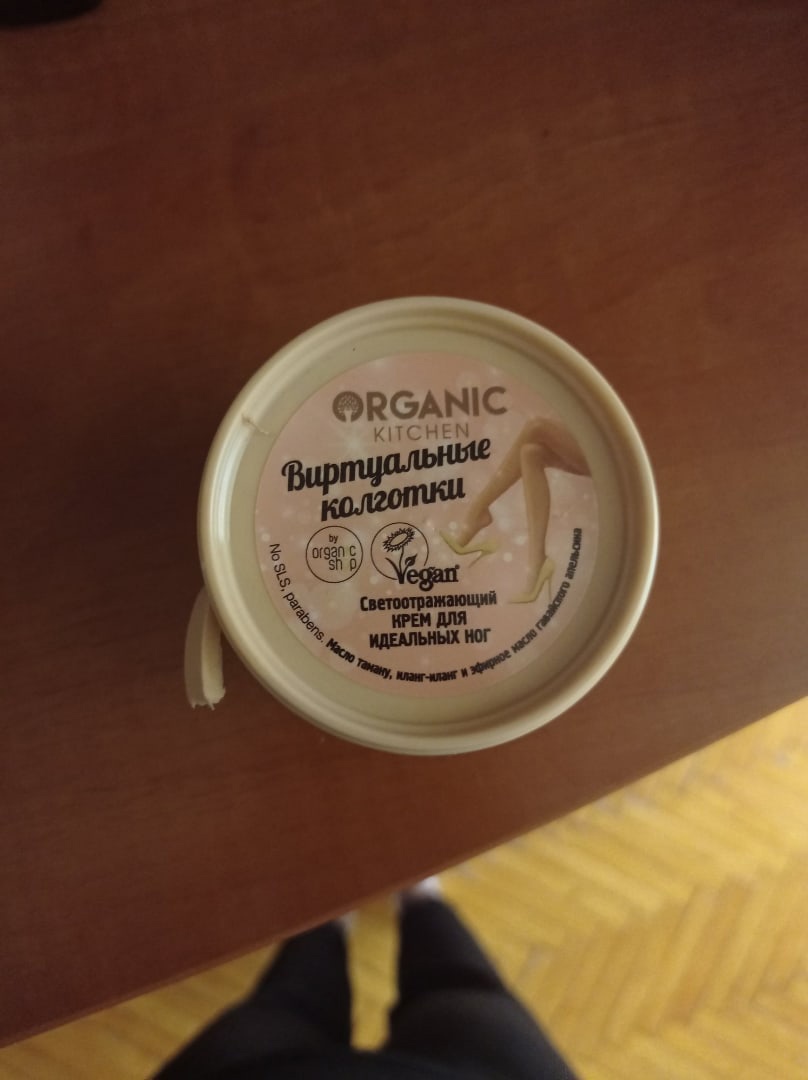 ORGANIC
KITCHEN
Виртуальные
колготки
by
organic
shop
Vegan
Светоотражающий
КРЕМ ДЛЯ
ИДЕАЛЬНЫХ НОГ
No SLS, parabens. Масло таману, иланг-иланг и эфирное масло гавайского апельсина